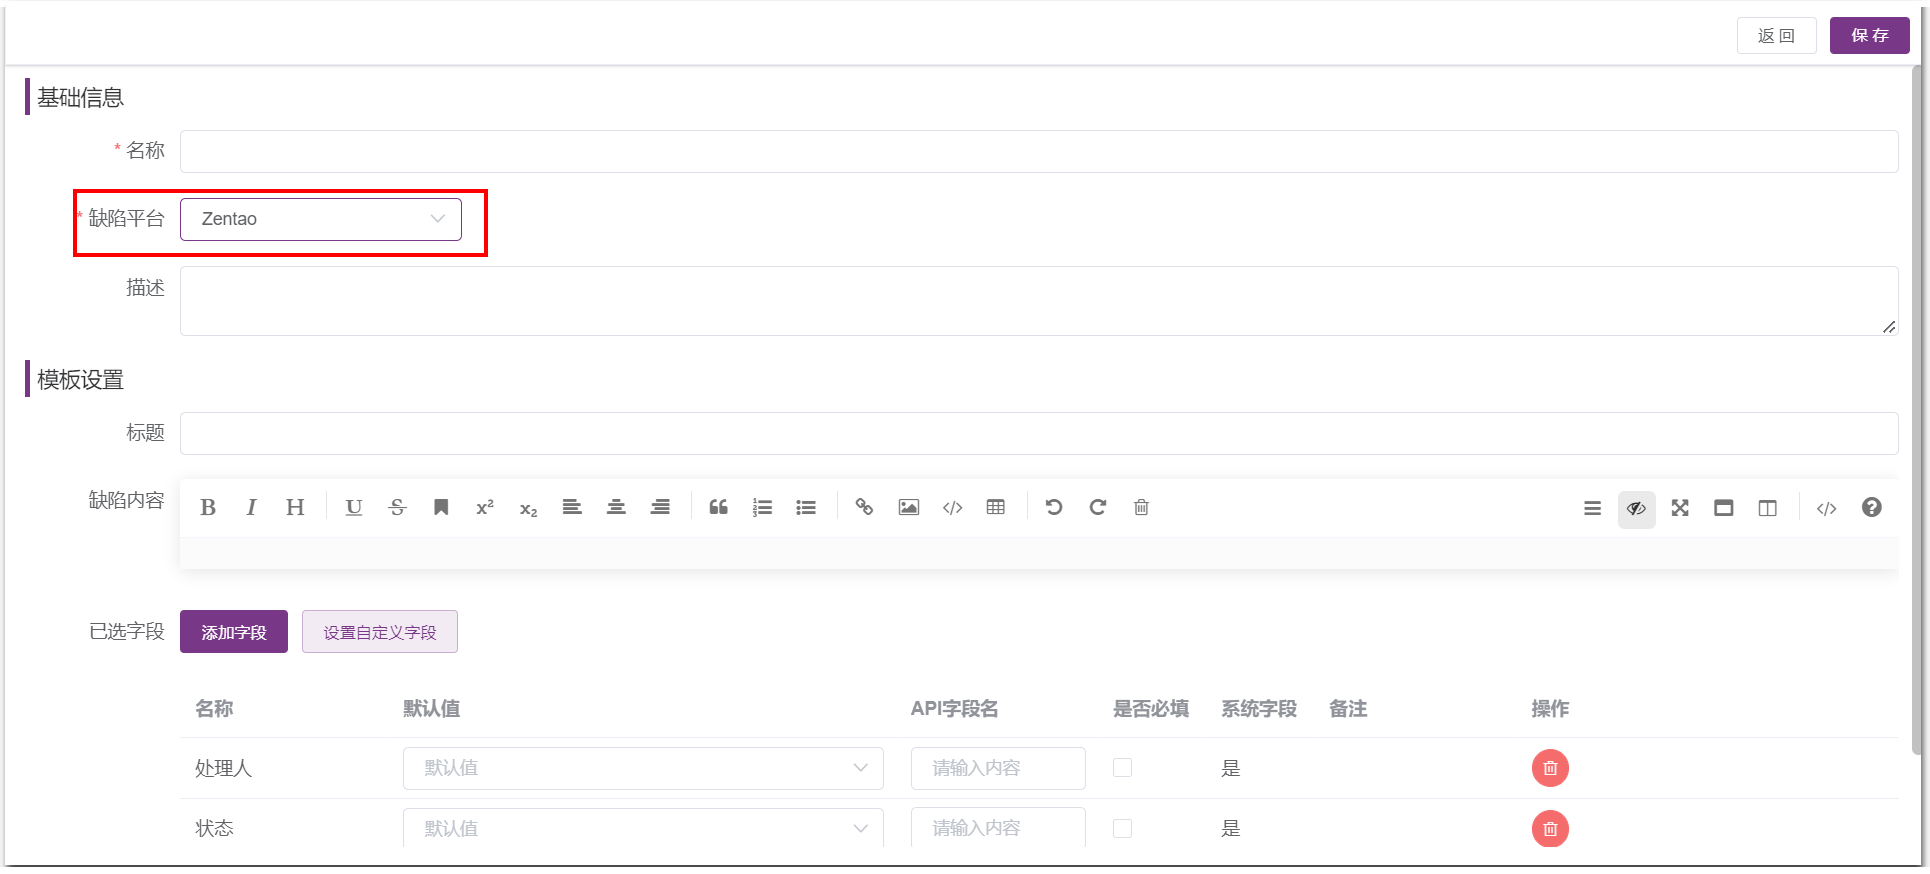 返 回 保 存
基础信息
* 名称
* 缺陷平台 Zentao
描述
模板设置
标题
缺陷内容 B I H U S x² x₂
已选字段 添加字段 设置自定义字段
名称 默认值 API字段名 是否必填 系统字段 备注 操作
处理人 默认值 请输入内容 是
状态 默认值 请输入内容 是